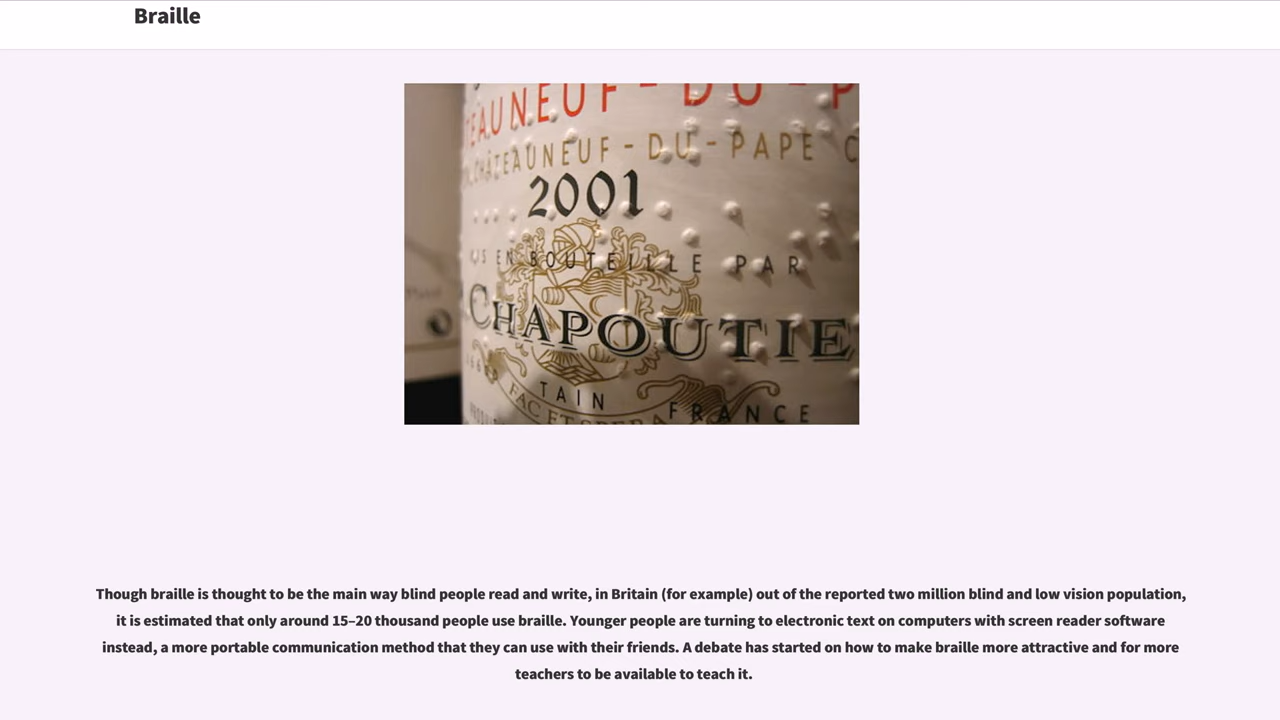 Braille
TEAUNEUF-DU-P
CHÂTEAUNEUF-DU-PAPE C
2001
IS EN BOUTEILLE PAR
CHAPOUTIE
TAIN FRANCE
FAC ET SPERA
Though braille is thought to be the main way blind people read and write, in Britain (for example) out of the reported two million blind and low vision population,
it is estimated that only around 15–20 thousand people use braille. Younger people are turning to electronic text on computers with screen reader software
instead, a more portable communication method that they can use with their friends. A debate has started on how to make braille more attractive and for more
teachers to be available to teach it.